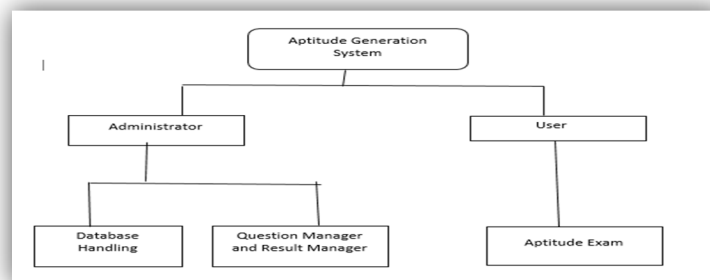 Aptitude Generation
System
Administrator
User
Database
Handling
Question Manager
and Result Manager
Aptitude Exam